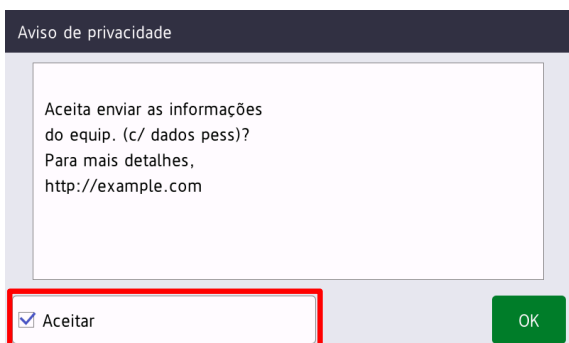 Aviso de privacidade
Aceita enviar as informações
do equip. (c/ dados pess)?
Para mais detalhes,
http://example.com
Aceitar
OK